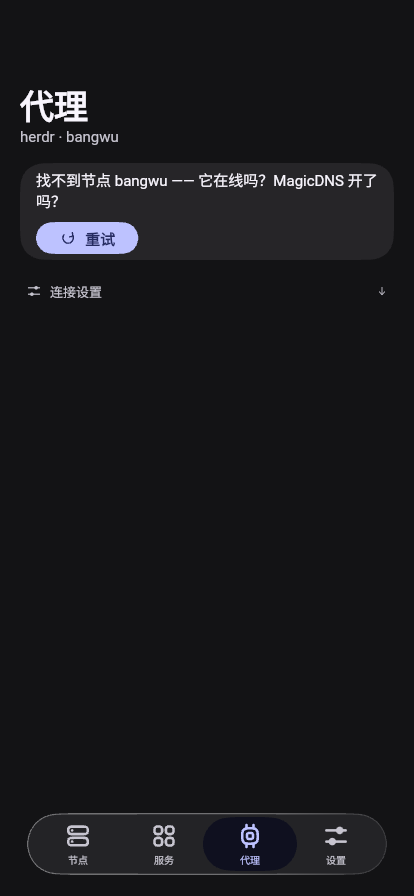 代理
herdr · bangwu
找不到节点 bangwu —— 它在线吗？MagicDNS 开了
吗？
重试
连接设置
节点
服务
代理
设置